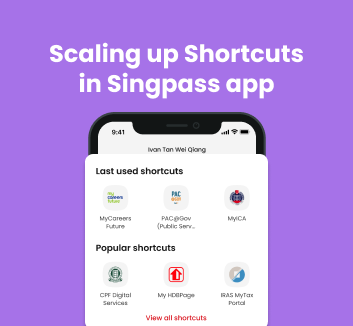 Scaling up Shortcuts
in Singpass app
9:41
Ivan Tan Wei Qiang
Last used shortcuts
my
careers
future
PAC
@GOV
MyCareers
Future
PAC@Gov
(Public Serv...
MyICA
Popular shortcuts
CPF Digital
Services
My HDBPage
IRAS MyTax
Portal
View all shortcuts